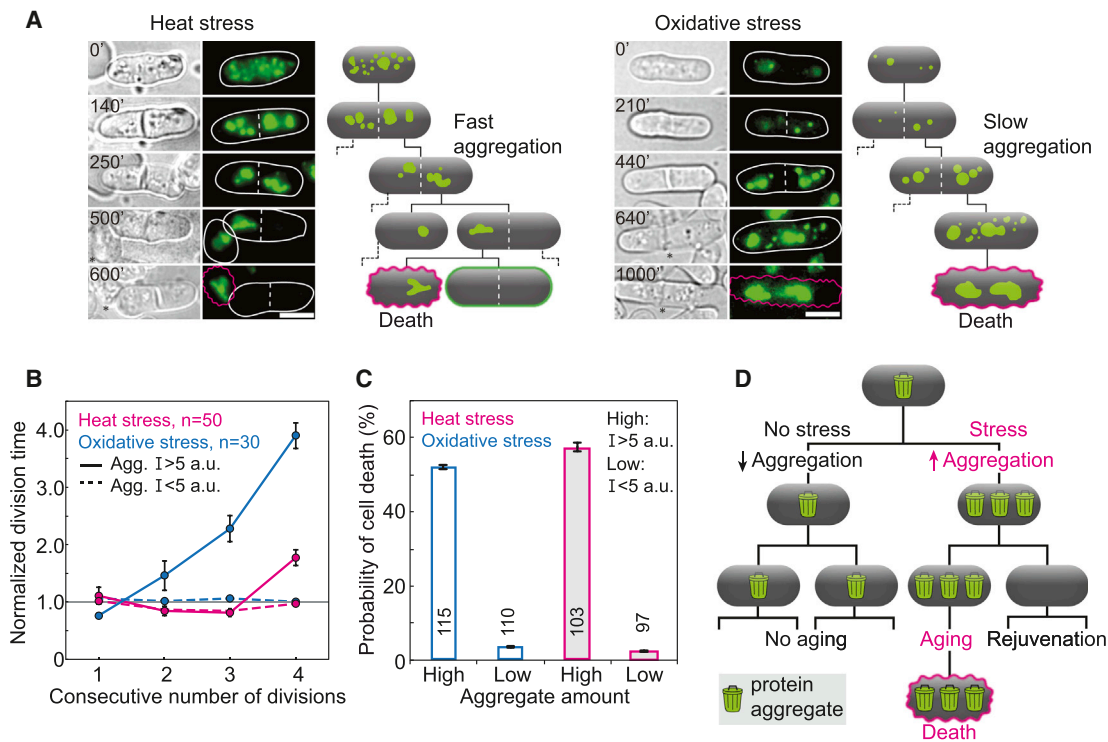 A
Heat stress
Oxidative stress
0'
140'
250'
500'
*
600'
*
Fast
aggregation
Death
0'
210'
440'
640'
*
1000'
*
Slow
aggregation
Death
B
Heat stress, n=50
Oxidative stress, n=30
Agg. I>5 a.u.
Agg. I<5 a.u.
Normalized division time
4.0
3.0
2.0
1.0
0
1 2 3 4
Consecutive number of divisions
C
Heat stress
Oxidative stress
High:
I>5 a.u.
Low:
I<5 a.u.
Probability of cell death (%)
60
40
20
0
115
110
103
97
High Low High Low
Aggregate amount
D
No stress
Stress
↓ Aggregation
↑ Aggregation
No aging
Aging
Rejuvenation
protein
aggregate
Death